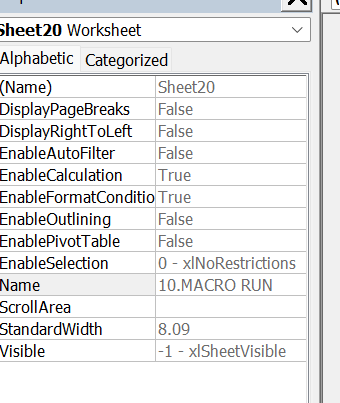 Sheet20 Worksheet
Alphabetic Categorized
(Name) Sheet20
DisplayPageBreaks False
DisplayRightToLeft False
EnableAutoFilter False
EnableCalculation True
EnableFormatConditio True
EnableOutlining False
EnablePivotTable False
EnableSelection 0 - xlNoRestrictions
Name 10.MACRO RUN
ScrollArea
StandardWidth 8.09
Visible -1 - xlSheetVisible